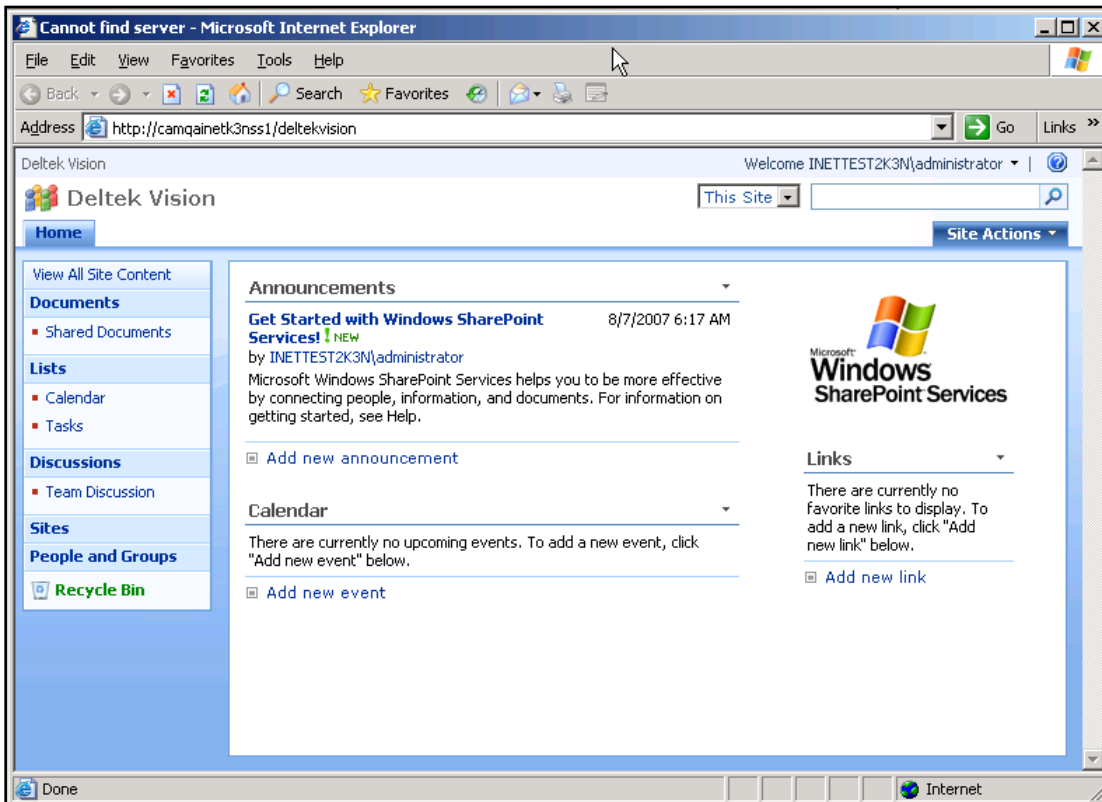 Cannot find server - Microsoft Internet Explorer
File Edit View Favorites Tools Help
Back Search Favorites
Address http://camqainetk3nss1/deltekvision Go Links »
Deltek Vision Welcome INETTEST2K3N\administrator
Deltek Vision This Site
Home Site Actions
View All Site Content
Documents
Shared Documents
Lists
Calendar
Tasks
Discussions
Team Discussion
Sites
People and Groups
Recycle Bin
Announcements
Get Started with Windows SharePoint 8/7/2007 6:17 AM
Services! ! NEW
by INETTEST2K3N\administrator
Microsoft Windows SharePoint Services helps you to be more effective
by connecting people, information, and documents. For information on
getting started, see Help.
Add new announcement
Calendar
There are currently no upcoming events. To add a new event, click
"Add new event" below.
Add new event
Microsoft
Windows
SharePoint Services
Links
There are currently no
favorite links to display. To
add a new link, click "Add
new link" below.
Add new link
Done Internet